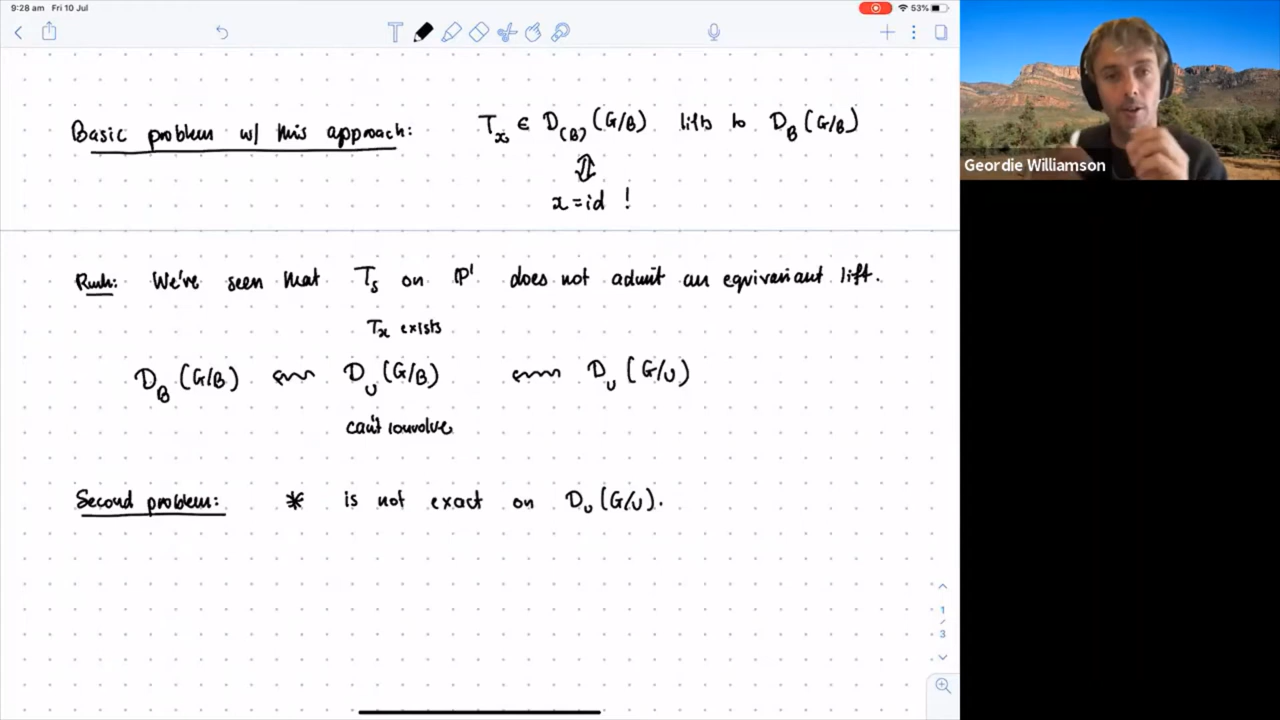 9:28 am Fri 10 Jul
53%
Basic problem w/ this approach: T_x ∈ D_(B) (G/B) lifts to D_B (G/B)
⇕
x = id !
Geordie Williamson
Rmk: We've seen that T_s on P¹ does not admit an equivariant lift.
T_x exists
D_B (G/B) D_U (G/B) D_U (G/U)
can't convolve
Second problem: * is not exact on D_U (G/U).
1
/
3